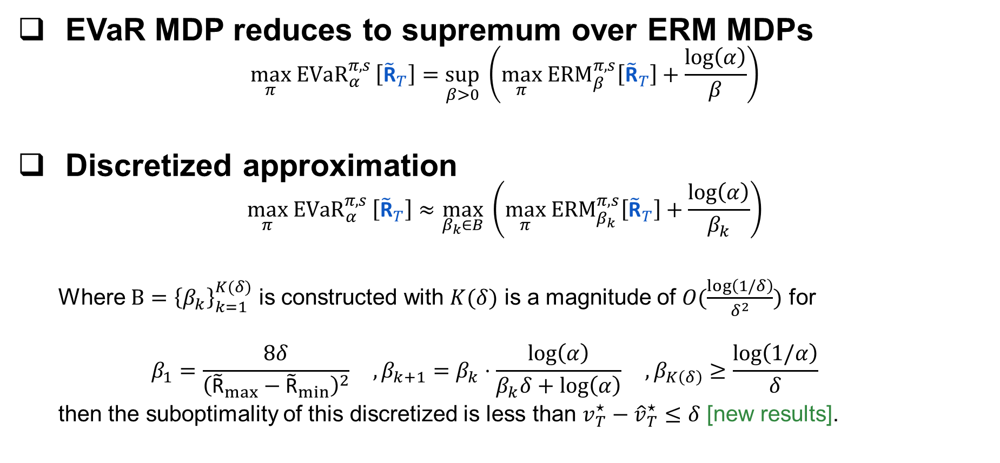 ❑ EVaR MDP reduces to supremum over ERM MDPs
$\max_{\pi} \mathrm{EVaR}_{\alpha}^{\pi,s} [\tilde{\mathbf{R}}_T] = \sup_{\beta>0} \left( \max_{\pi} \mathrm{ERM}_{\beta}^{\pi,s}[\tilde{\mathbf{R}}_T] + \frac{\log(\alpha)}{\beta} \right)$
❑ Discretized approximation
$\max_{\pi} \mathrm{EVaR}_{\alpha}^{\pi,s} [\tilde{\mathbf{R}}_T] \approx \max_{\beta_k \in B} \left( \max_{\pi} \mathrm{ERM}_{\beta_k}^{\pi,s}[\tilde{\mathbf{R}}_T] + \frac{\log(\alpha)}{\beta_k} \right)$
Where $\mathrm{B} = \{\beta_k\}_{k=1}^{K(\delta)}$ is constructed with $K(\delta)$ is a magnitude of $O(\frac{\log(1/\delta)}{\delta^2})$ for
$\beta_1 = \frac{8\delta}{(\tilde{\mathrm{R}}_{\max} - \tilde{\mathrm{R}}_{\min})^2} \quad , \beta_{k+1} = \beta_k \cdot \frac{\log(\alpha)}{\beta_k \delta + \log(\alpha)} \quad , \beta_{K(\delta)} \geq \frac{\log(1/\alpha)}{\delta}$
then the suboptimality of this discretized is less than $v_T^{\star} - \hat{v}_T^{\star} \leq \delta$ [new results].